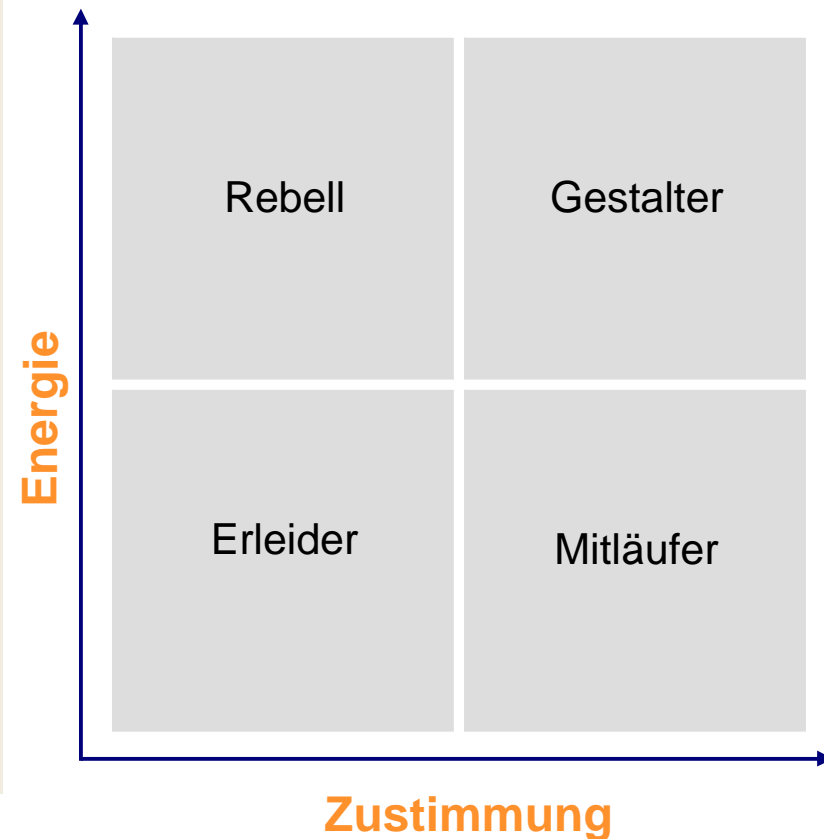 Rebell
Gestalter
Energie
Erleider
Mitläufer
Zustimmung